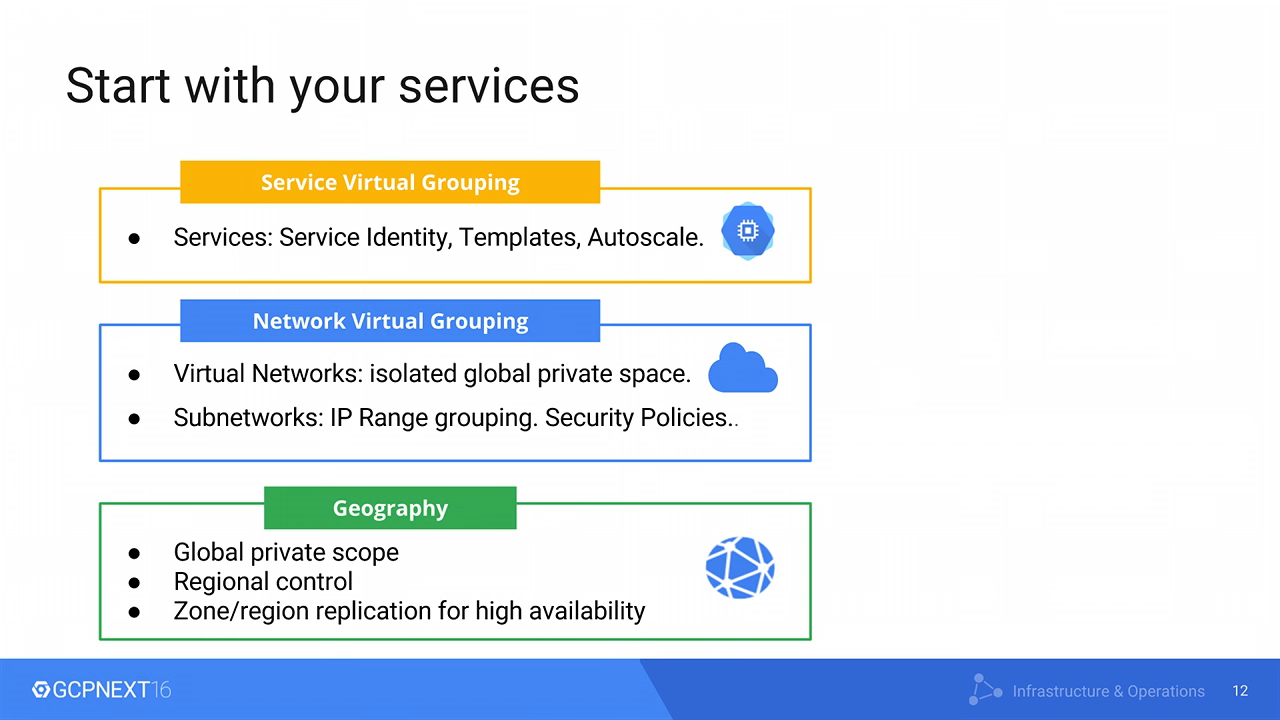 Start with your services
Service Virtual Grouping
● Services: Service Identity, Templates, Autoscale.
Network Virtual Grouping
● Virtual Networks: isolated global private space.
● Subnetworks: IP Range grouping. Security Policies..
Geography
● Global private scope
● Regional control
● Zone/region replication for high availability
GCPNEXT16
Infrastructure & Operations
12